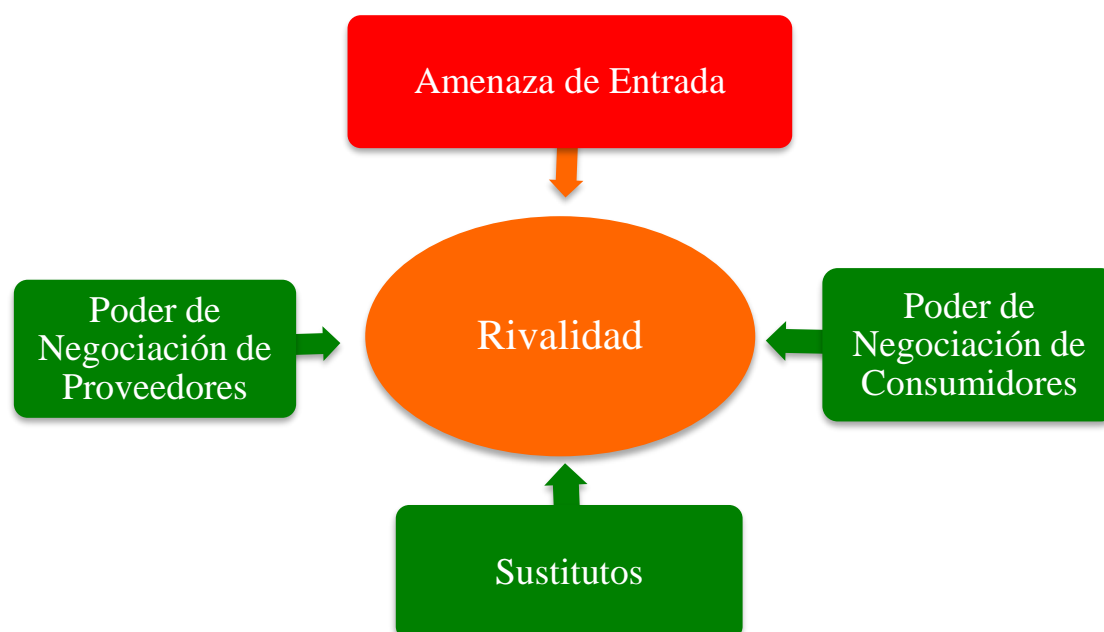 Amenaza de Entrada
Poder de
Negociación de
Proveedores
Rivalidad
Poder de
Negociación de
Consumidores
Sustitutos